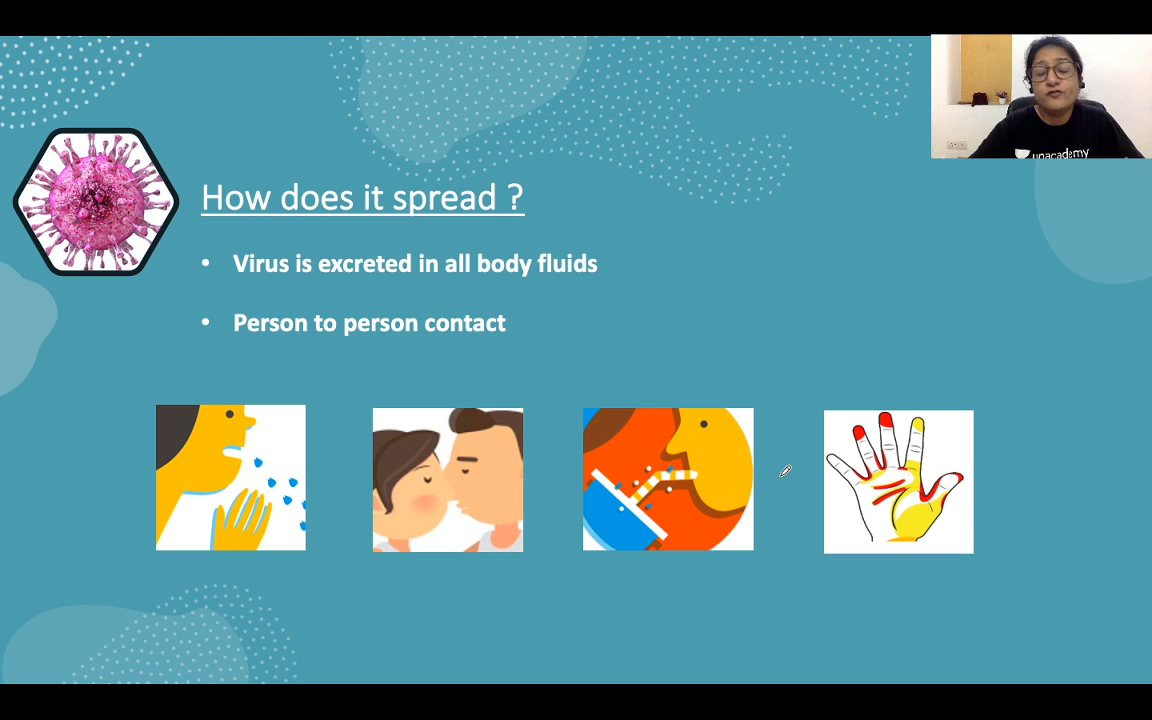 unacademy
How does it spread ?
• Virus is excreted in all body fluids
• Person to person contact